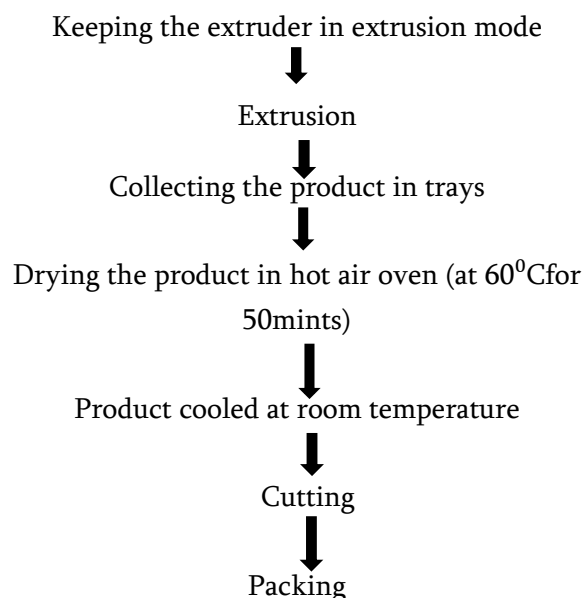 Keeping the extruder in extrusion mode
Extrusion
Collecting the product in trays
Drying the product in hot air oven (at 60⁰Cfor
50mints)
Product cooled at room temperature
Cutting
Packing